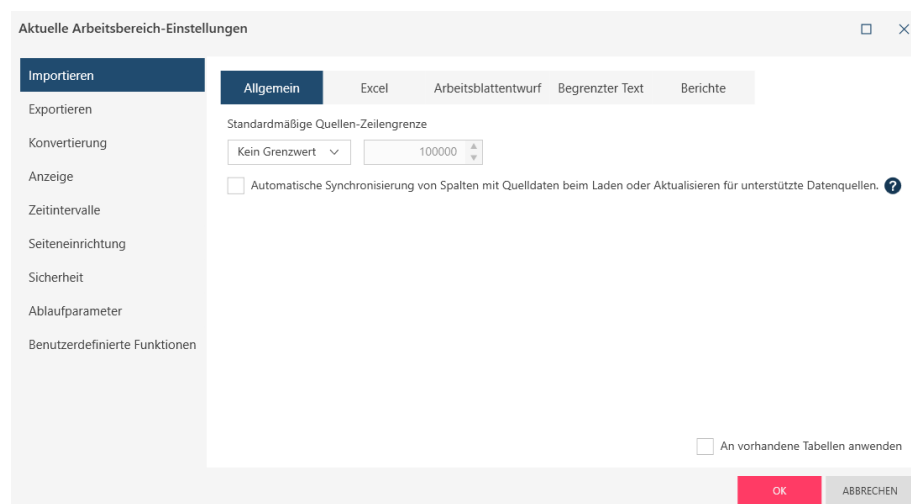 Aktuelle Arbeitsbereich-Einstellungen
Importieren
Exportieren
Konvertierung
Anzeige
Zeitintervalle
Seiteneinrichtung
Sicherheit
Ablaufparameter
Benutzerdefinierte Funktionen
Allgemein Excel Arbeitsblattentwurf Begrenzter Text Berichte
Standardmäßige Quellen-Zeilengrenze
Kein Grenzwert 100000
Automatische Synchronisierung von Spalten mit Quelldaten beim Laden oder Aktualisieren für unterstützte Datenquellen. ?
An vorhandene Tabellen anwenden
OK ABBRECHEN